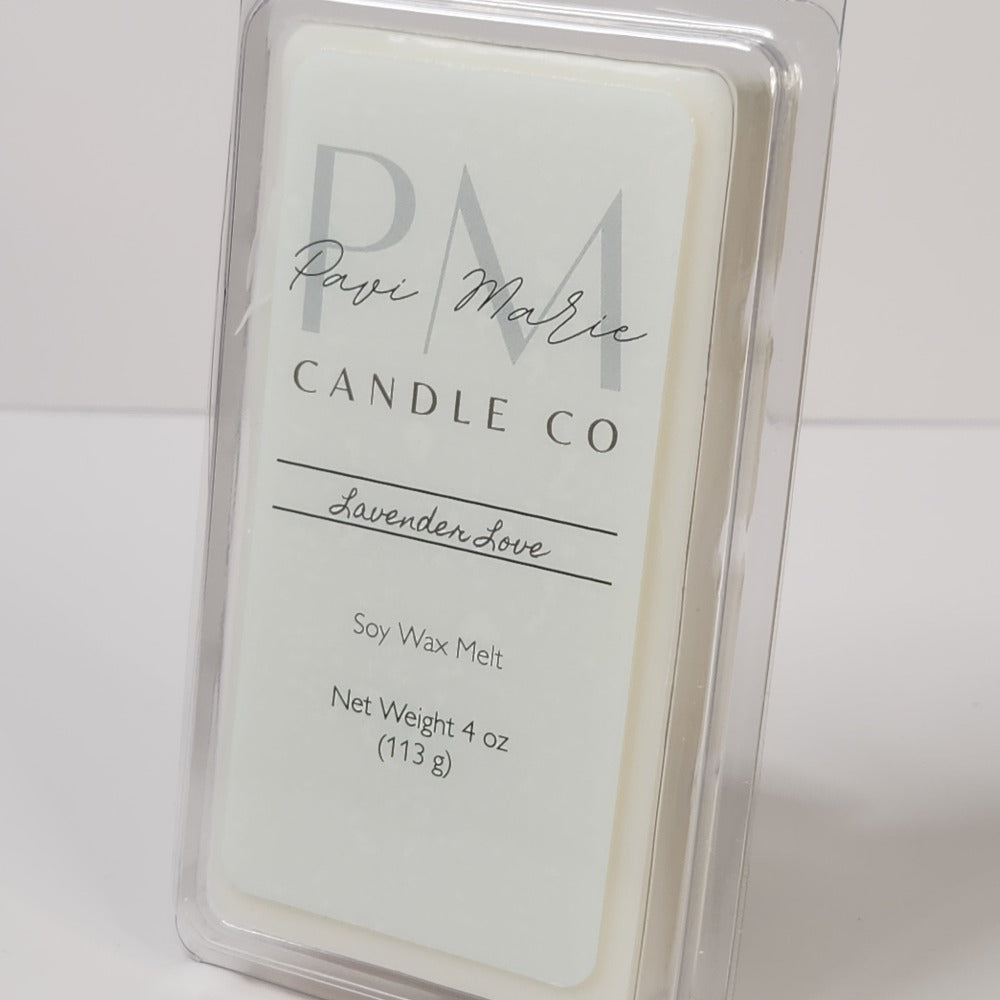 PM
Pavi Marie
CANDLE CO
Lavender Love
Soy Wax Melt
Net Weight 4 oz
(113 g)